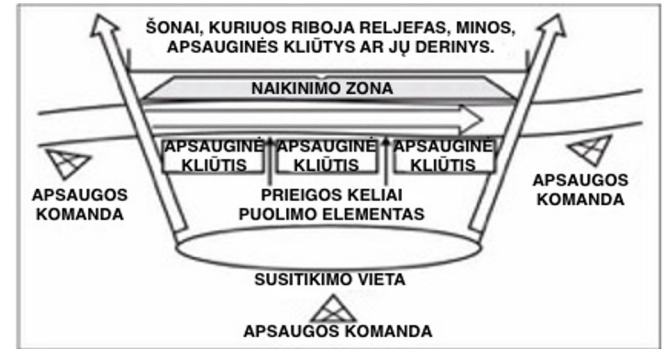 ŠONAI, KURIUOS RIBOJA RELJEFAS, MINOS,
APSAUGINĖS KLIŪTYS AR JŲ DERINYS.
NAIKINIMO ZONA
APSAUGINĖ
KLIŪTIS
APSAUGINĖ
KLIŪTIS
APSAUGINĖ
KLIŪTIS
APSAUGOS
KOMANDA
PRIEIGOS KELIAI
PUOLIMO ELEMENTAS
APSAUGOS
KOMANDA
SUSITIKIMO VIETA
APSAUGOS KOMANDA